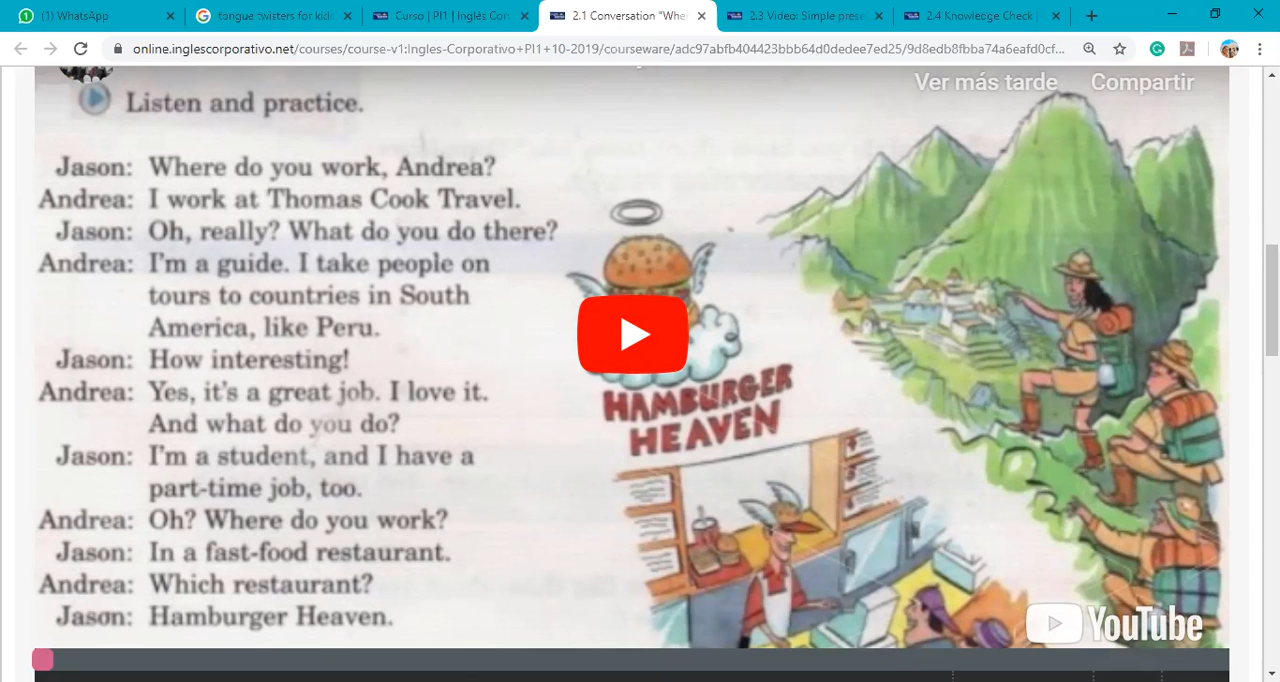 (1) WhatsApp
tongue twisters for kids
Curso | PI1 | Inglés Cor
2.1 Conversation "Whe
2.3 Video: Simple prese
2.4 Knowledge Check |
online.inglescorporativo.net/courses/course-v1:Ingles-Corporativo+PI1+10-2019/courseware/adc97abfb404423bbb64d0dedee7ed25/9d8edb8fbba74a6eafd0cf...
Ver más tarde Compartir
Listen and practice.
Jason: Where do you work, Andrea?
Andrea: I work at Thomas Cook Travel.
Jason: Oh, really? What do you do there?
Andrea: I'm a guide. I take people on
tours to countries in South
America, like Peru.
Jason: How interesting!
Andrea: Yes, it's a great job. I love it.
And what do you do?
Jason: I'm a student, and I have a
part-time job, too.
Andrea: Oh? Where do you work?
Jason: In a fast-food restaurant.
Andrea: Which restaurant?
Jason: Hamburger Heaven.
HAMBURGER
HEAVEN
YouTube